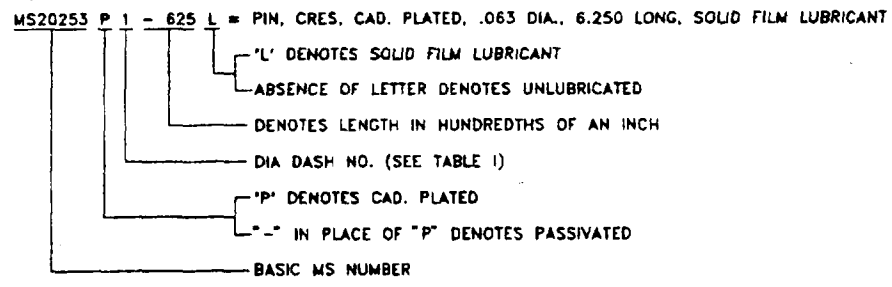 MS20253 P 1 - 625 L = PIN, CRES, CAD. PLATED, .063 DIA., 6.250 LONG, SOLID FILM LUBRICANT
'L' DENOTES SOLID FILM LUBRICANT
ABSENCE OF LETTER DENOTES UNLUBRICATED
DENOTES LENGTH IN HUNDREDTHS OF AN INCH
DIA DASH NO. (SEE TABLE I)
'P' DENOTES CAD. PLATED
"-" IN PLACE OF "P" DENOTES PASSIVATED
BASIC MS NUMBER